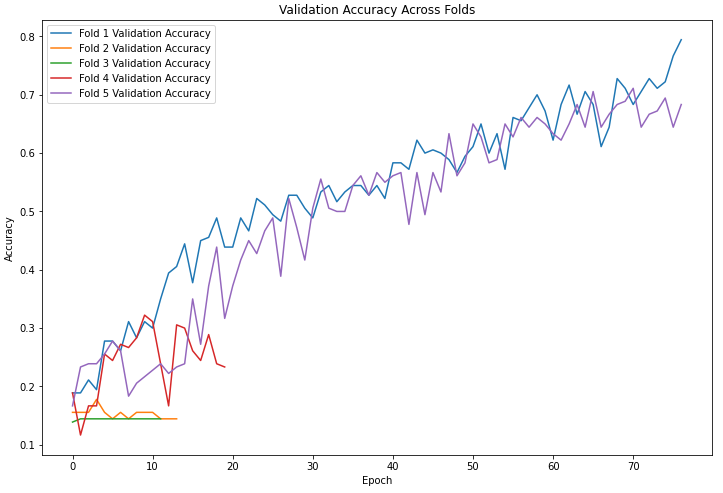 Validation Accuracy Across Folds
Fold 1 Validation Accuracy
Fold 2 Validation Accuracy
Fold 3 Validation Accuracy
Fold 4 Validation Accuracy
Fold 5 Validation Accuracy
0.8
0.7
0.6
0.5
0.4
0.3
0.2
0.1
Accuracy
0 10 20 30 40 50 60 70
Epoch